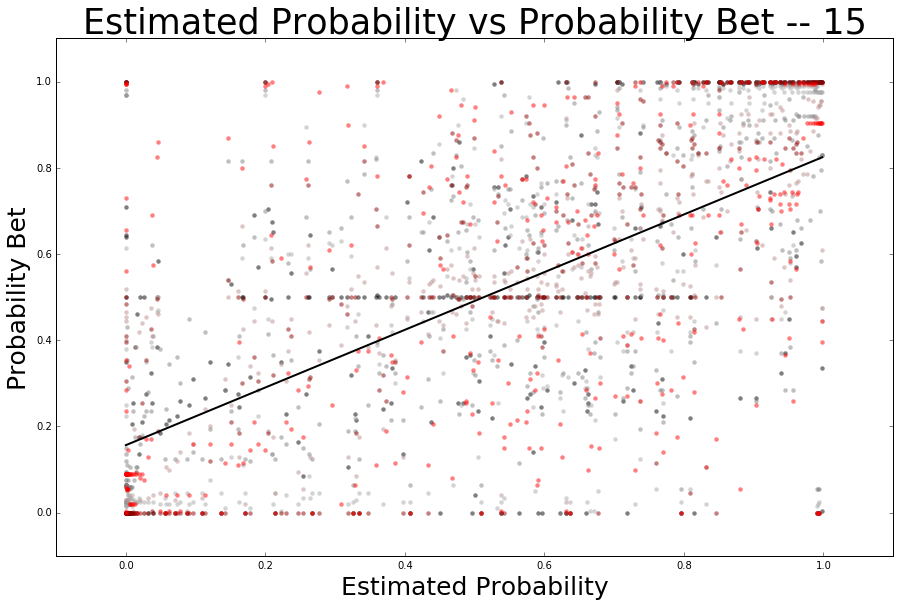 Estimated Probability vs Probability Bet -- 15
1.0
0.8
0.6
0.4
0.2
0.0
Probability Bet
0.0 0.2 0.4 0.6 0.8 1.0
Estimated Probability